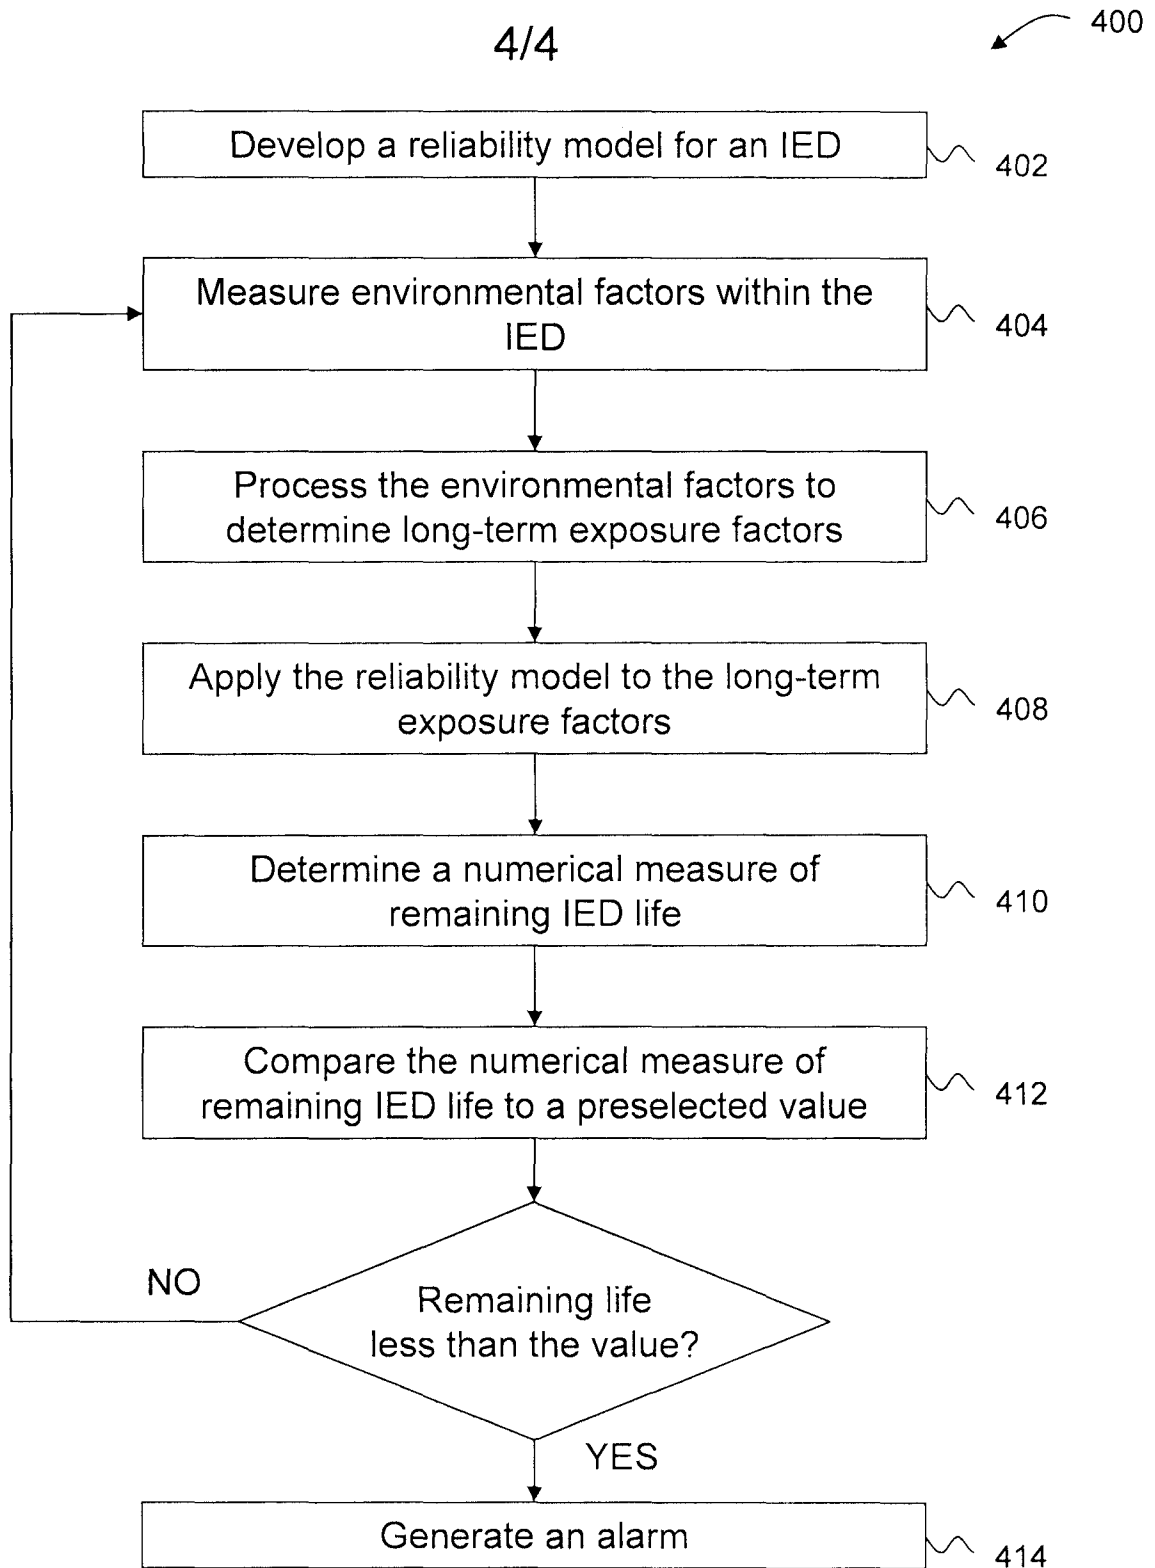 400
4/4
Develop a reliability model for an IED
402
Measure environmental factors within the
IED
404
Process the environmental factors to
determine long-term exposure factors
406
Apply the reliability model to the long-term
exposure factors
408
Determine a numerical measure of
remaining IED life
410
Compare the numerical measure of
remaining IED life to a preselected value
412
NO
Remaining life
less than the value?
YES
Generate an alarm
414